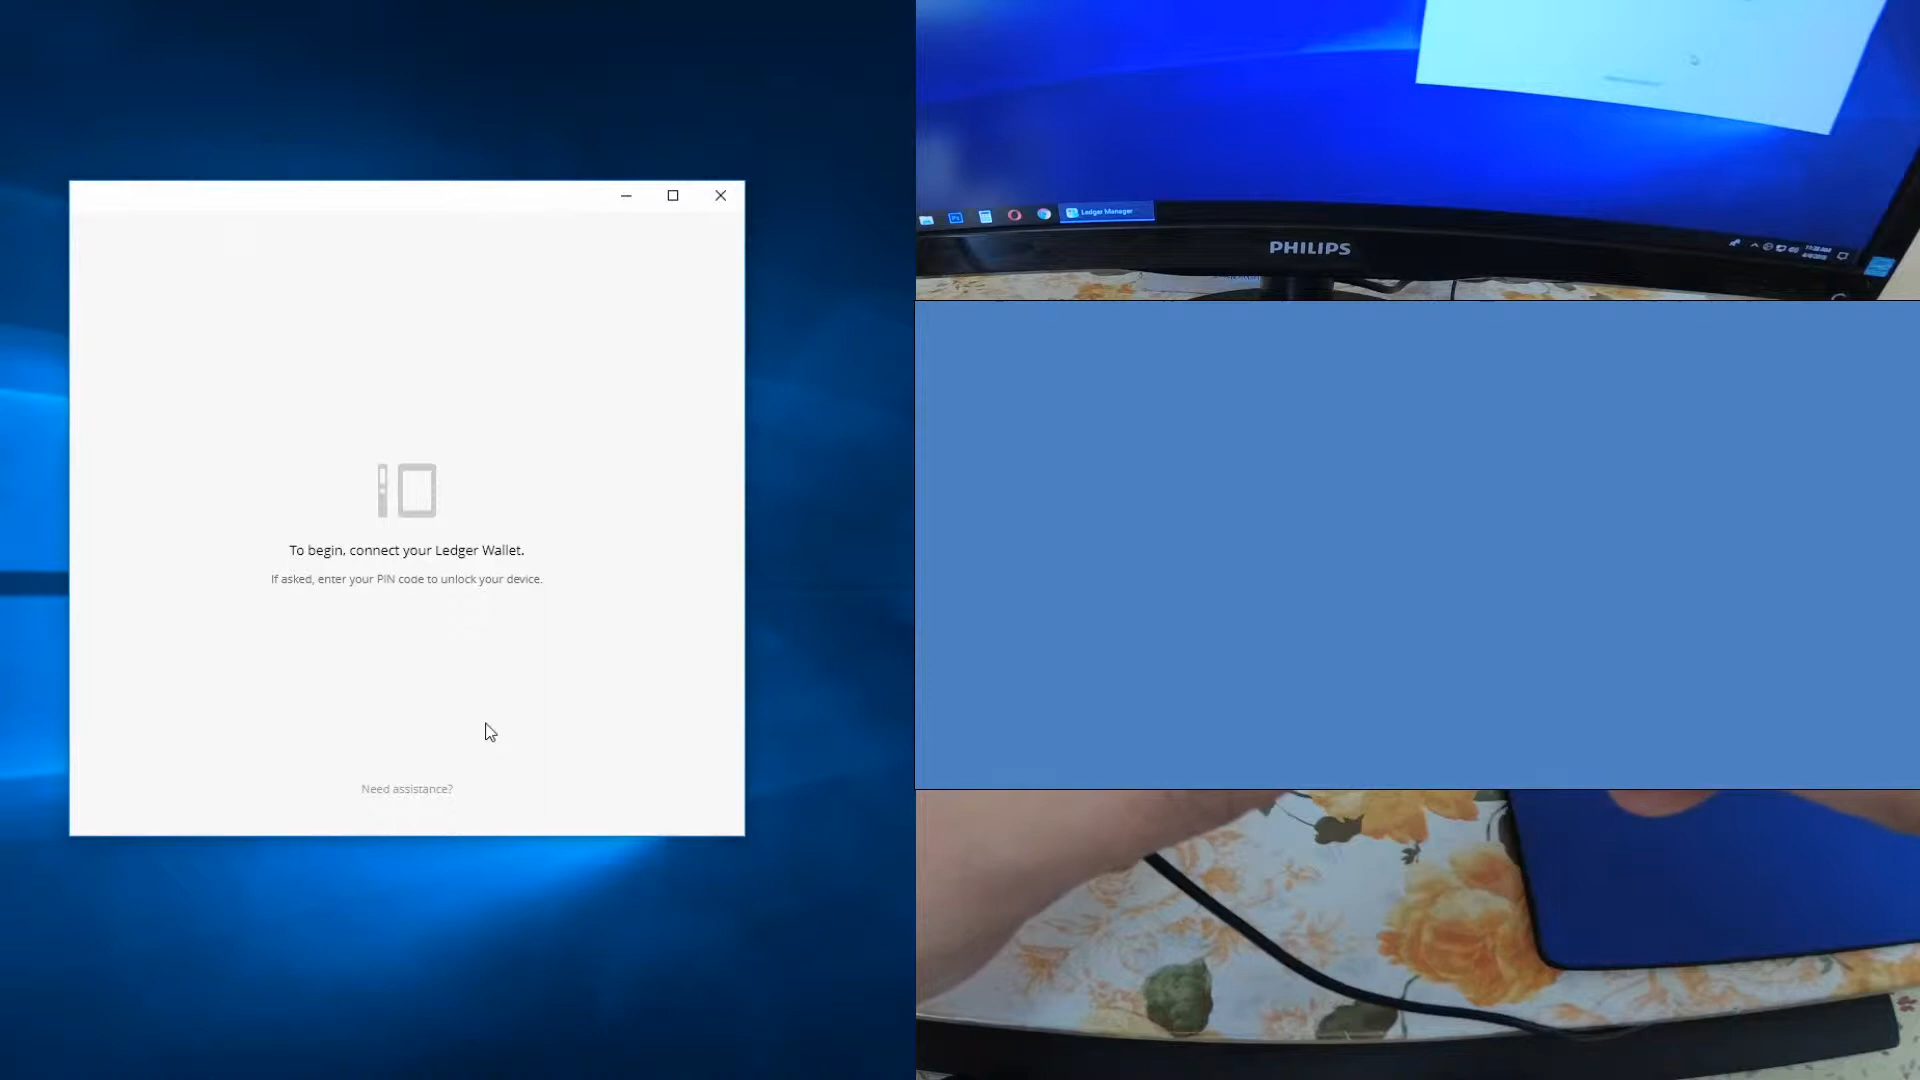 To begin, connect your Ledger Wallet.
If asked, enter your PIN code to unlock your device.
Need assistance?
Ledger Manager
PHILIPS